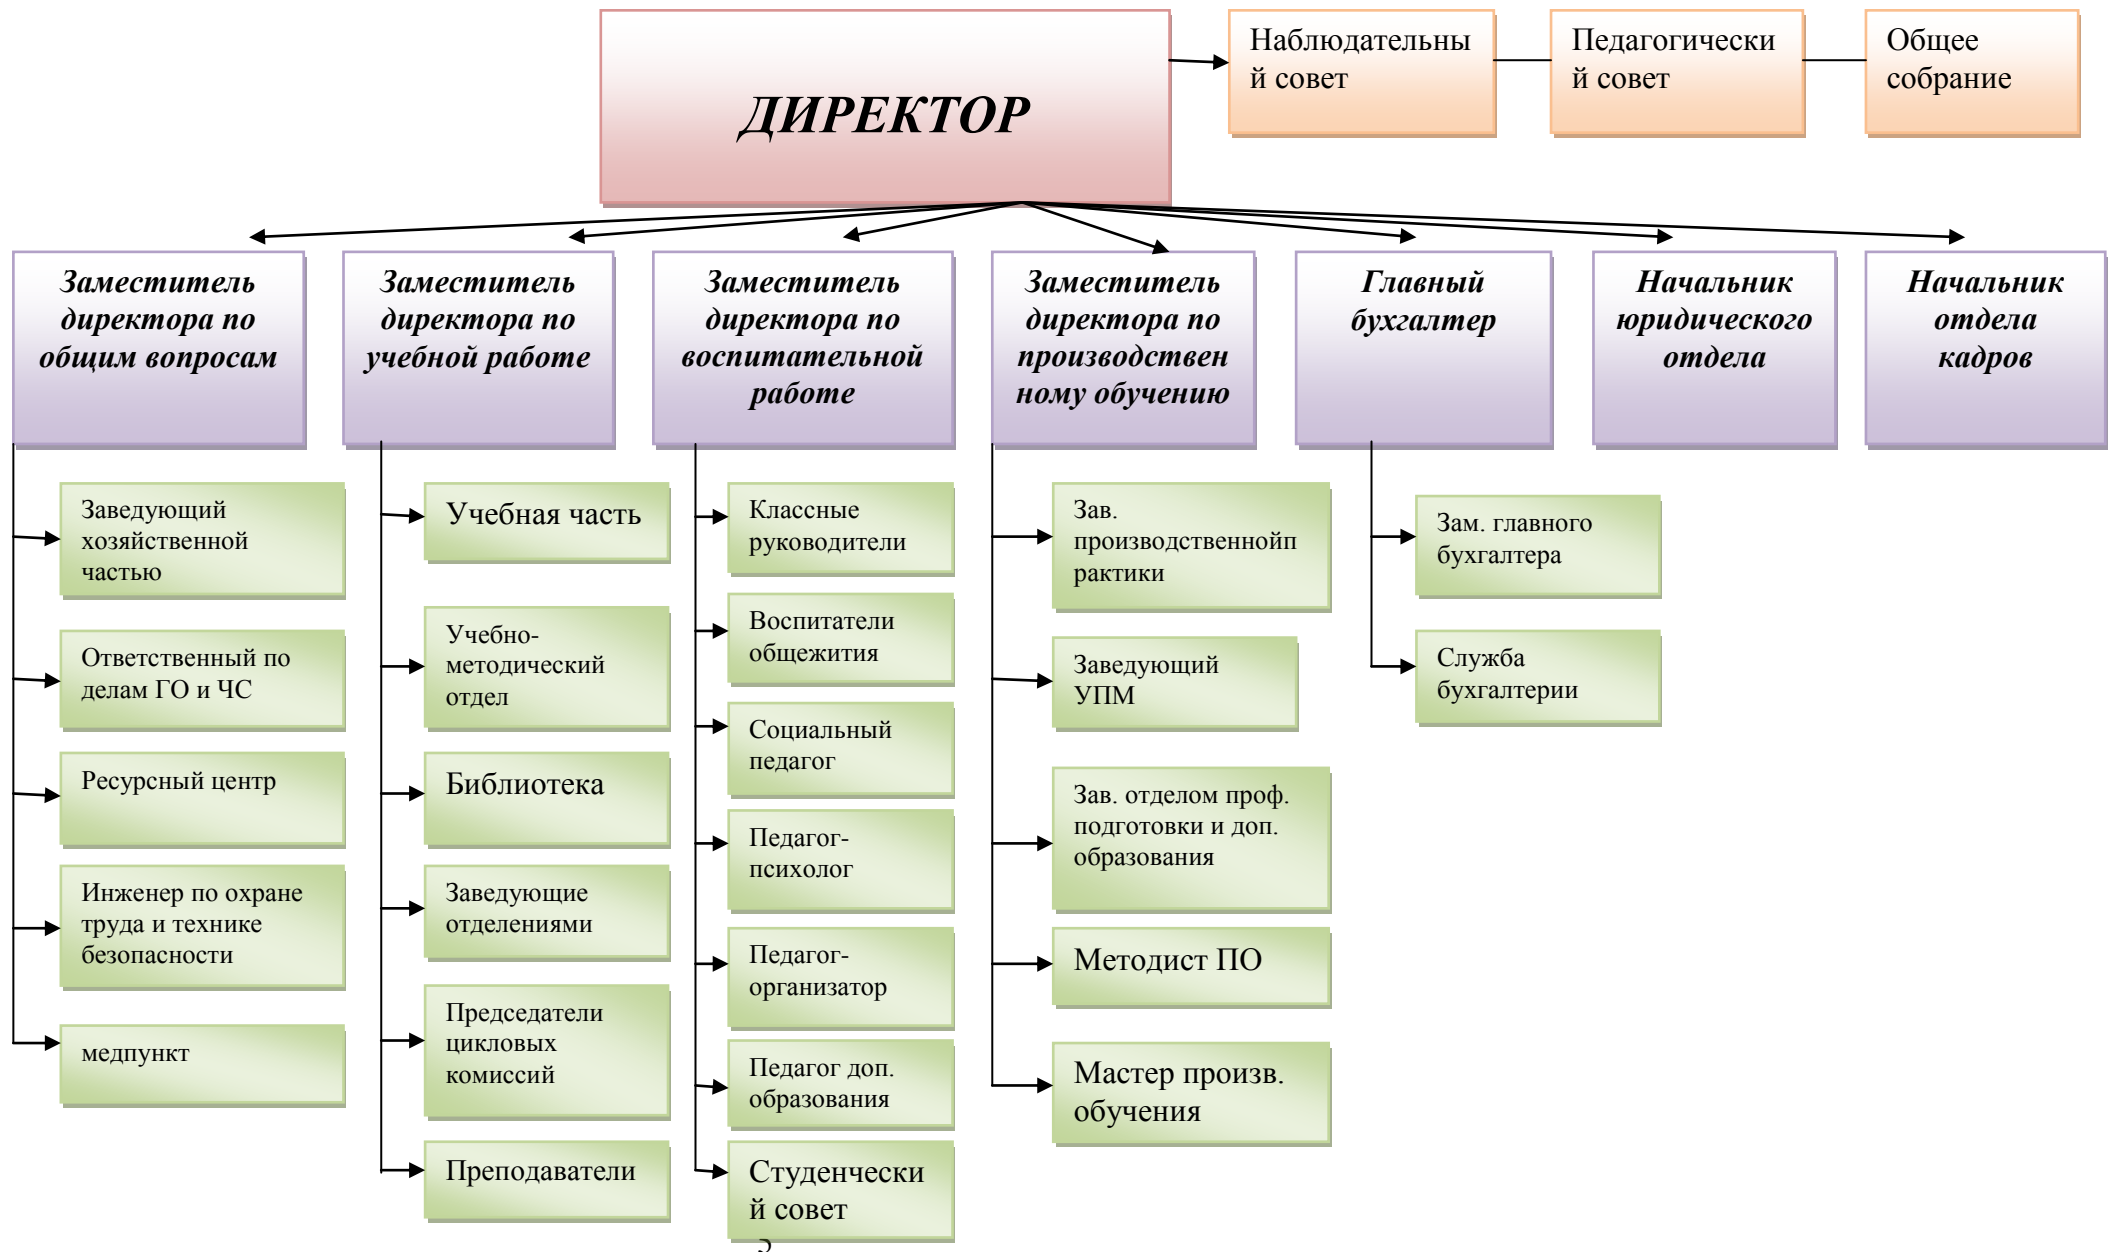 ДИРЕКТОР
Наблюдательны
й совет
Педагогически
й совет
Общее
собрание
Заместитель
директора по
общим вопросам
Заместитель
директора по
учебной работе
Заместитель
директора по
воспитательной
работе
Заместитель
директора по
производствен
ному обучению
Главный
бухгалтер
Начальник
юридического
отдела
Начальник
отдела
кадров
Заведующий
хозяйственной
частью
Ответственный по
делам ГО и ЧС
Ресурсный центр
Инженер по охране
труда и технике
безопасности
медпункт
Учебная часть
Учебно-
методический
отдел
Библиотека
Заведующие
отделениями
Председатели
цикловых
комиссий
Преподаватели
Классные
руководители
Воспитатели
общежития
Социальный
педагог
Педагог-
психолог
Педагог-
организатор
Педагог доп.
образования
Студенчески
й совет
Зав.
производственнойп
рактики
Заведующий
УПМ
Зав. отделом проф.
подготовки и доп.
образования
Методист ПО
Мастер произв.
обучения
Зам. главного
бухгалтера
Служба
бухгалтерии